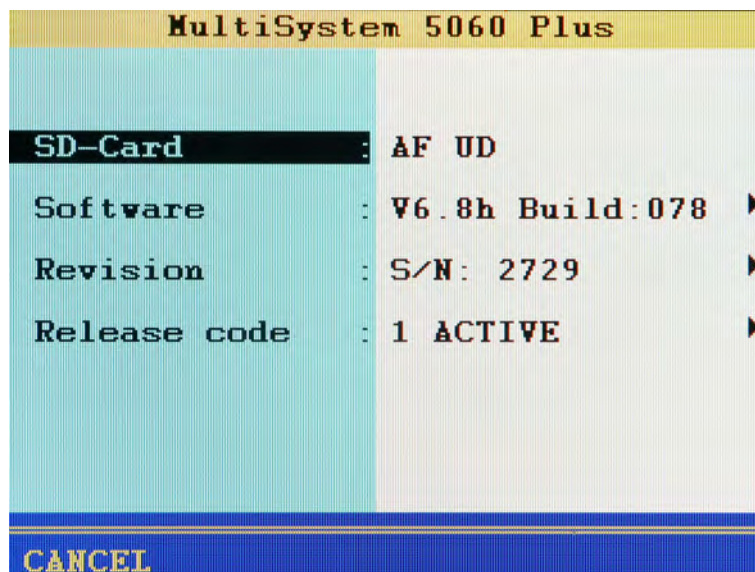 MultiSystem 5060 Plus
SD-Card : AF UD
Software : V6.8h Build:078
Revision : S/N: 2729
Release code : 1 ACTIVE
CANCEL